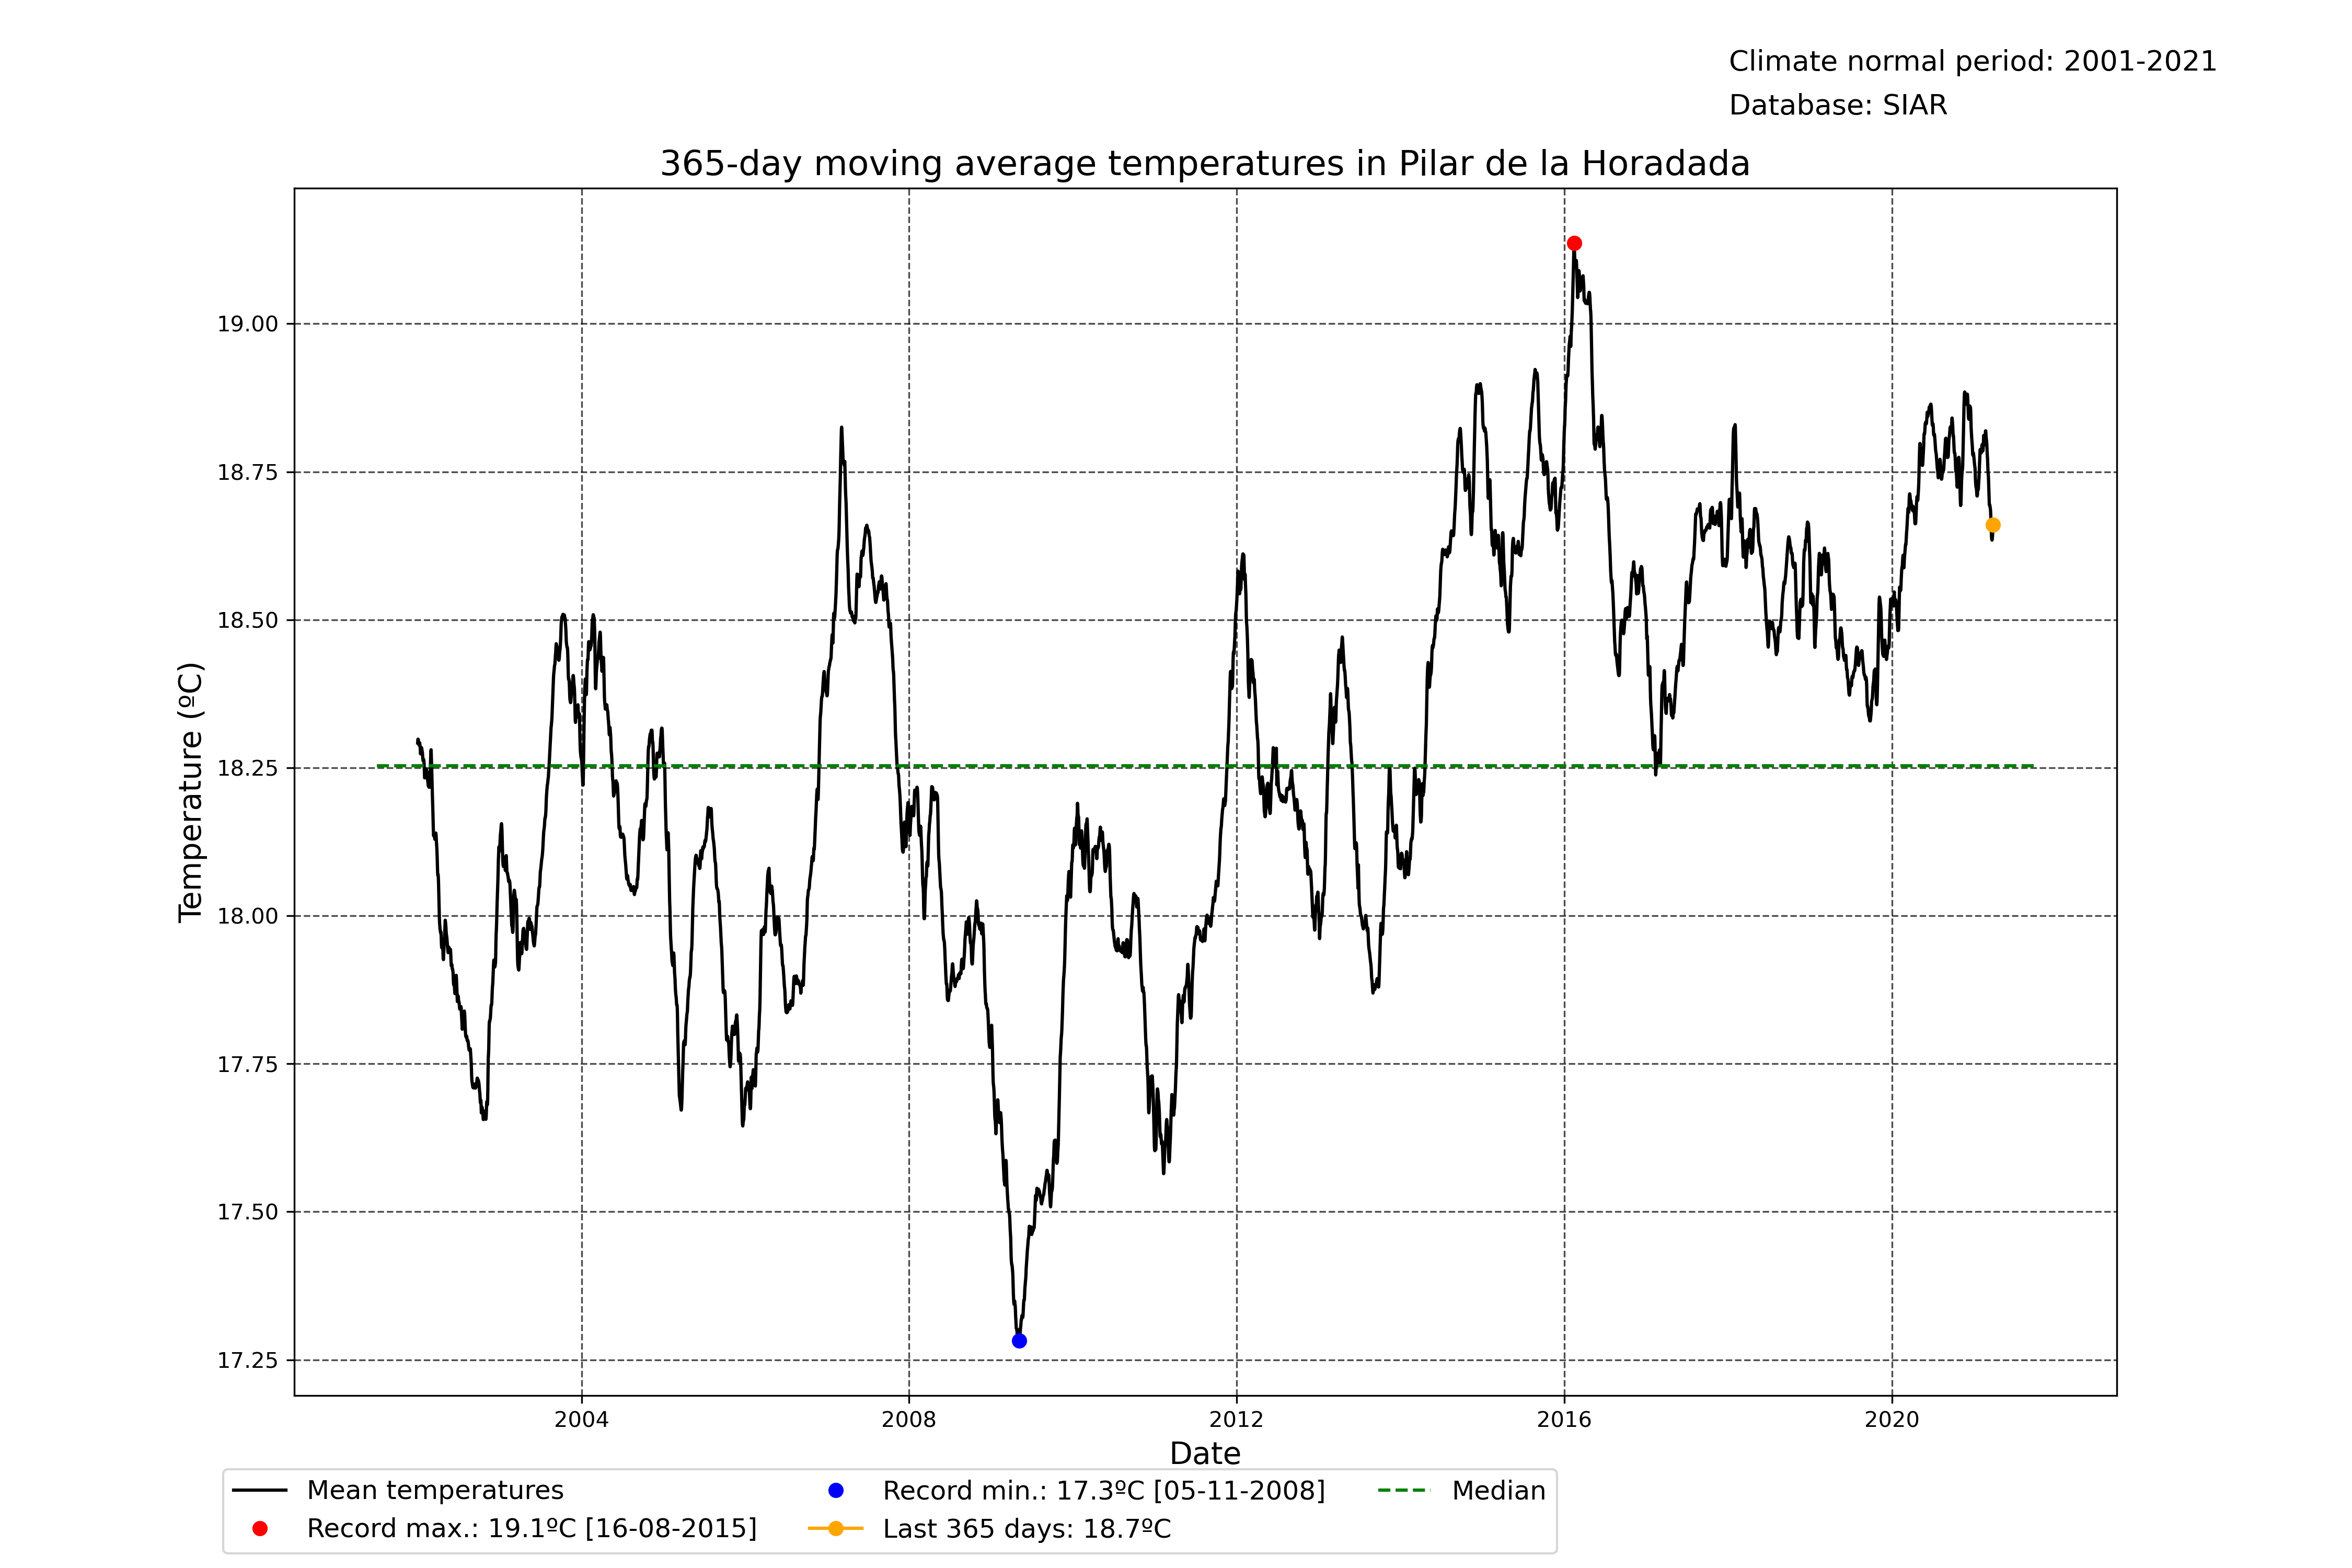 Climate normal period: 2001-2021
Database: SIAR
365-day moving average temperatures in Pilar de la Horadada
Temperature (ºC)
19.00
18.75
18.50
18.25
18.00
17.75
17.50
17.25
2004
2008
2012
2016
2020
Date
Mean temperatures
Record max.: 19.1ºC [16-08-2015]
Record min.: 17.3ºC [05-11-2008]
Last 365 days: 18.7ºC
Median